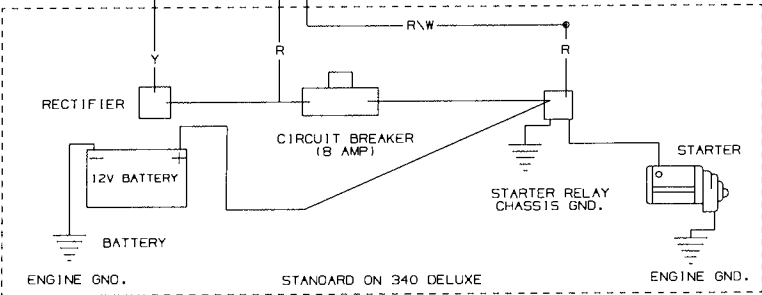 R\W
Y
R
R
RECTIFIER
CIRCUIT BREAKER
(8 AMP)
STARTER
12V BATTERY
STARTER RELAY
CHASSIS GND.
BATTERY
ENGINE GND.
STANDARD ON 340 DELUXE
ENGINE GND.